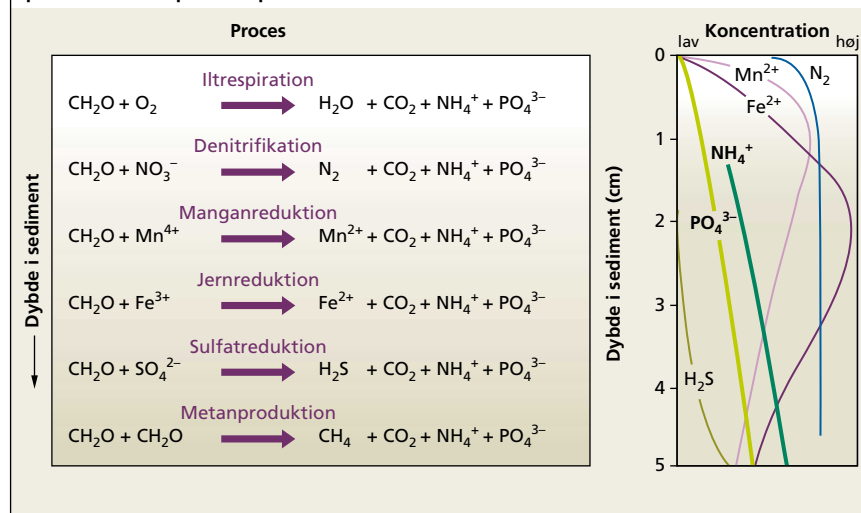 Proces
Iltrespiration
CH₂O + O₂ H₂O + CO₂ + NH₄⁺ + PO₄³⁻
Denitrifikation
CH₂O + NO₃⁻ N₂ + CO₂ + NH₄⁺ + PO₄³⁻
Manganreduktion
CH₂O + Mn⁴⁺ Mn²⁺ + CO₂ + NH₄⁺ + PO₄³⁻
Jernreduktion
CH₂O + Fe³⁺ Fe²⁺ + CO₂ + NH₄⁺ + PO₄³⁻
Sulfatreduktion
CH₂O + SO₄²⁻ H₂S + CO₂ + NH₄⁺ + PO₄³⁻
Metanproduktion
CH₂O + CH₂O CH₄ + CO₂ + NH₄⁺ + PO₄³⁻
Dybde i sediment
Koncentration
lav høj
0
Mn²⁺ N₂
Fe²⁺
1
NH₄⁺
2 PO₄³⁻
3
H₂S
4
5
Dybde i sediment (cm)